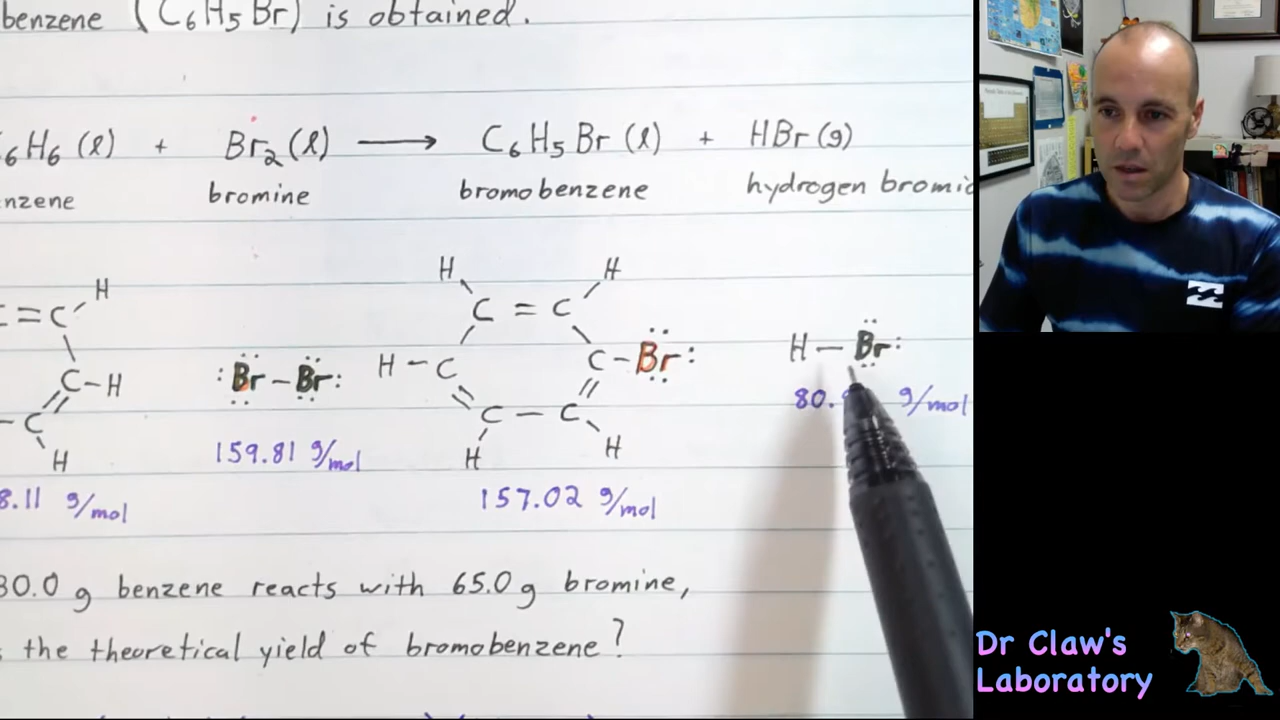 benzene (C₆H₅Br) is obtained.
₆H₆ (l) + Br₂ (l) ⟶ C₆H₅Br (l) + HBr (g)
nzene bromine bromobenzene hydrogen bromid
H H H
C = C C = C
C – H :Br – Br: H – C C – Br: H – Br:
C C – C
H H H
159.81 g/mol 80. g/mol
8.11 g/mol 157.02 g/mol
30.0 g benzene reacts with 65.0 g bromine,
s the theoretical yield of bromobenzene?
Dr Claw's
Laboratory